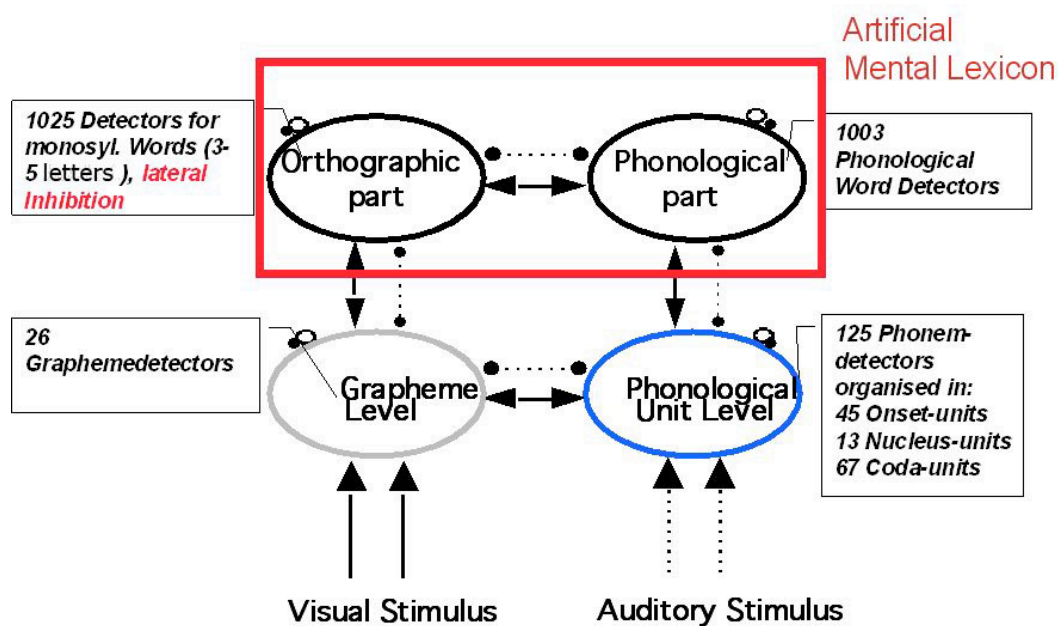 Artificial
Mental Lexicon
1025 Detectors for
monosyl. Words (3-
5 letters ), lateral
Inhibition
Orthographic
part
Phonological
part
1003
Phonological
Word Detectors
26
Graphemedetectors
Grapheme
Level
Phonological
Unit Level
125 Phonem-
detectors
organised in:
45 Onset-units
13 Nucleus-units
67 Coda-units
Visual Stimulus
Auditory Stimulus